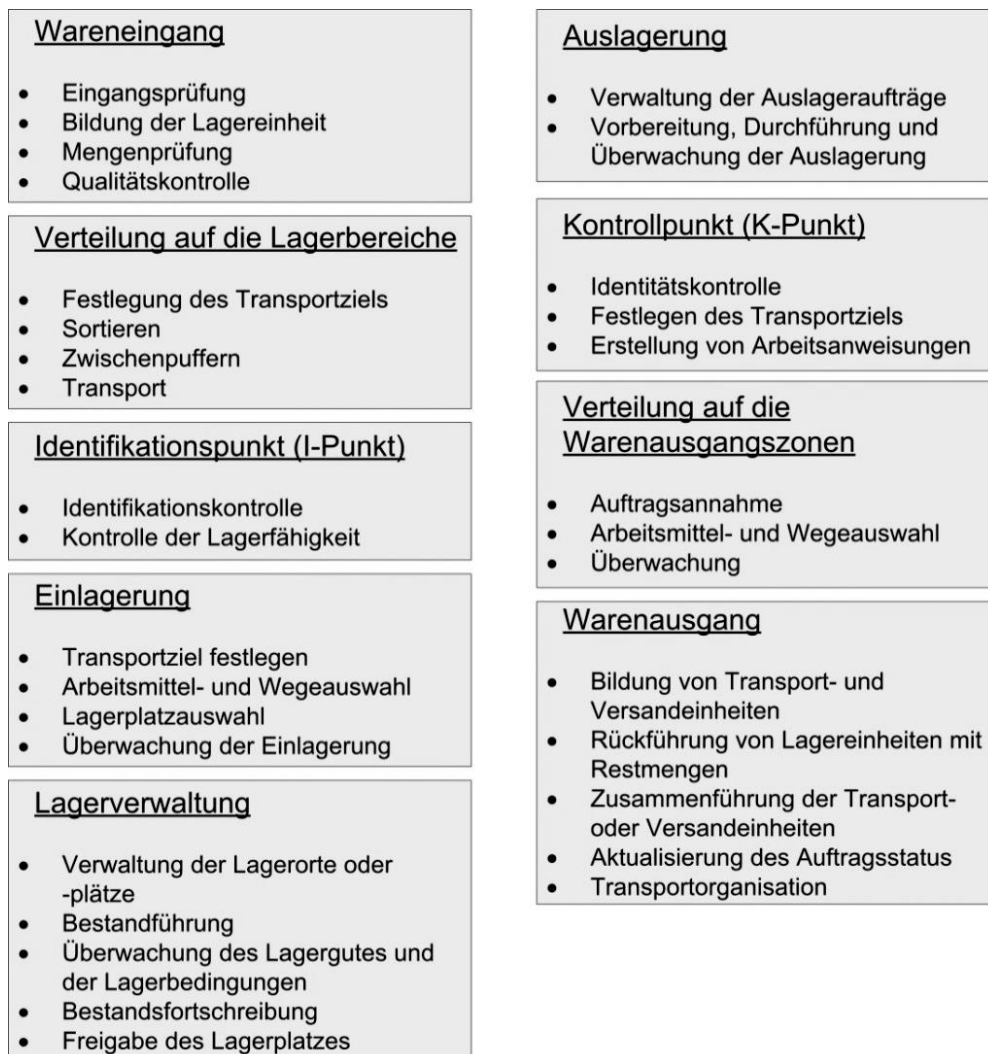 Wareneingang
• Eingangsprüfung
• Bildung der Lagereinheit
• Mengenprüfung
• Qualitätskontrolle
Verteilung auf die Lagerbereiche
• Festlegung des Transportziels
• Sortieren
• Zwischenpuffern
• Transport
Identifikationspunkt (I-Punkt)
• Identifikationskontrolle
• Kontrolle der Lagerfähigkeit
Einlagerung
• Transportziel festlegen
• Arbeitsmittel- und Wegeauswahl
• Lagerplatzauswahl
• Überwachung der Einlagerung
Lagerverwaltung
• Verwaltung der Lagerorte oder
-plätze
• Bestandführung
• Überwachung des Lagergutes und
der Lagerbedingungen
• Bestandsfortschreibung
• Freigabe des Lagerplatzes
Auslagerung
• Verwaltung der Auslageraufträge
• Vorbereitung, Durchführung und
Überwachung der Auslagerung
Kontrollpunkt (K-Punkt)
• Identitätskontrolle
• Festlegen des Transportziels
• Erstellung von Arbeitsanweisungen
Verteilung auf die
Warenausgangszonen
• Auftragsannahme
• Arbeitsmittel- und Wegeauswahl
• Überwachung
Warenausgang
• Bildung von Transport- und
Versandeinheiten
• Rückführung von Lagereinheiten mit
Restmengen
• Zusammenführung der Transport-
oder Versandeinheiten
• Aktualisierung des Auftragsstatus
• Transportorganisation